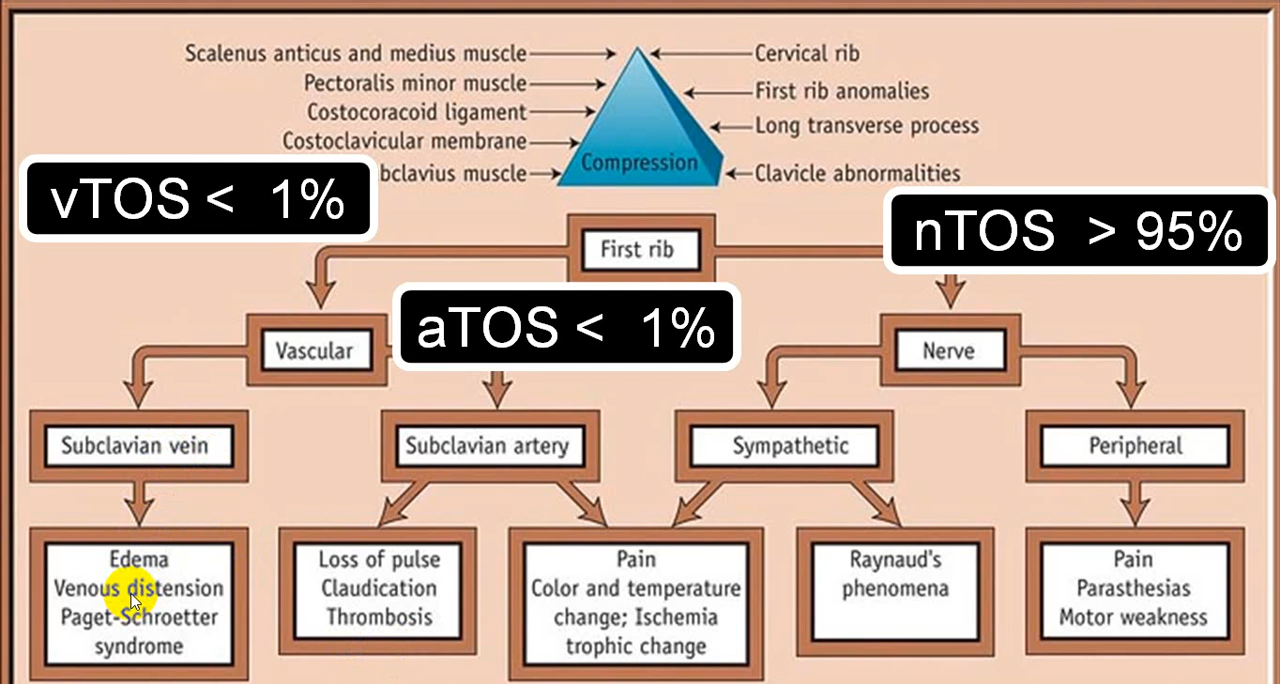 Scalenus anticus and medius muscle
Pectoralis minor muscle
Costocoracoid ligament
Costoclavicular membrane
bclavius muscle
Cervical rib
First rib anomalies
Long transverse process
Clavicle abnormalities
Compression
vTOS < 1%
nTOS > 95%
First rib
aTOS < 1%
Vascular
Nerve
Subclavian vein
Subclavian artery
Sympathetic
Peripheral
Edema
Venous distension
Paget-Schroetter
syndrome
Loss of pulse
Claudication
Thrombosis
Pain
Color and temperature
change; Ischemia
trophic change
Raynaud's
phenomena
Pain
Parasthesias
Motor weakness